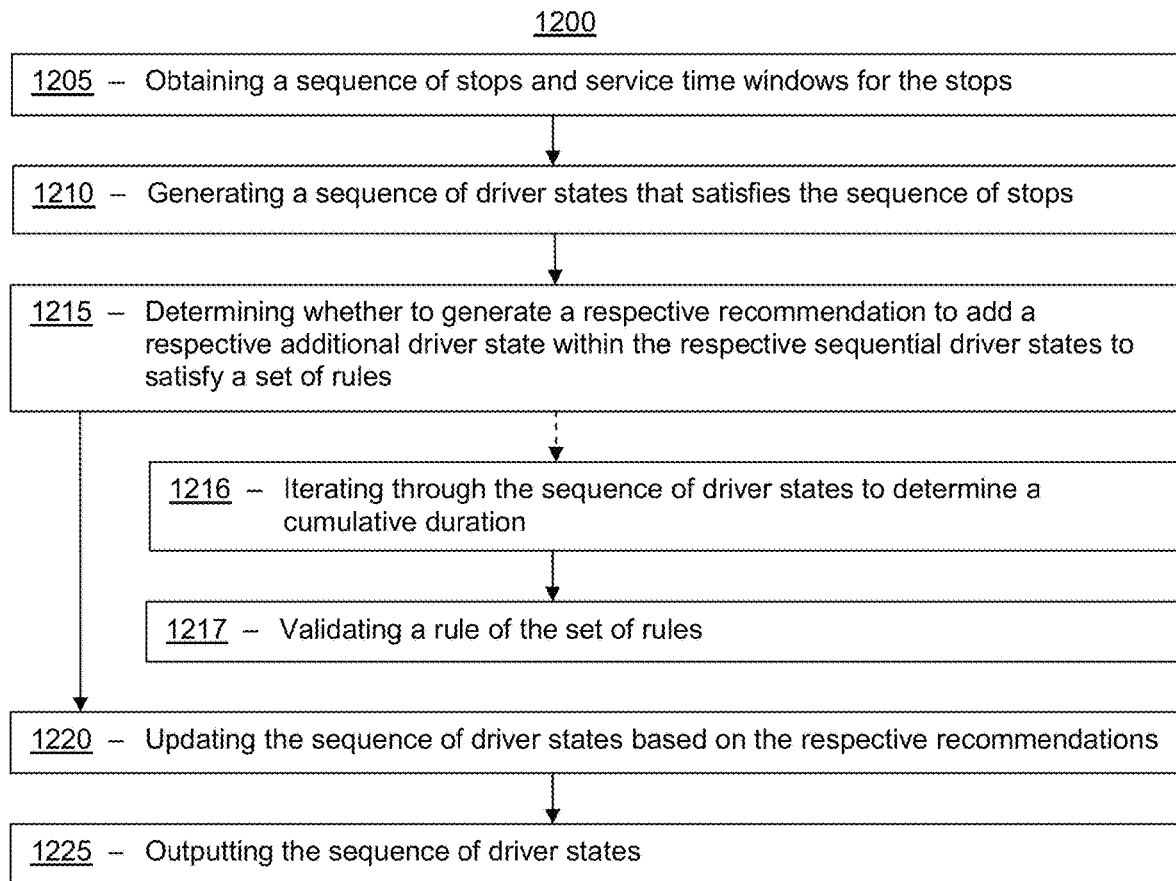 1200
1205 – Obtaining a sequence of stops and service time windows for the stops
1210 – Generating a sequence of driver states that satisfies the sequence of stops
1215 – Determining whether to generate a respective recommendation to add a
respective additional driver state within the respective sequential driver states to
satisfy a set of rules
1216 – Iterating through the sequence of driver states to determine a
cumulative duration
1217 – Validating a rule of the set of rules
1220 – Updating the sequence of driver states based on the respective recommendations
1225 – Outputting the sequence of driver states